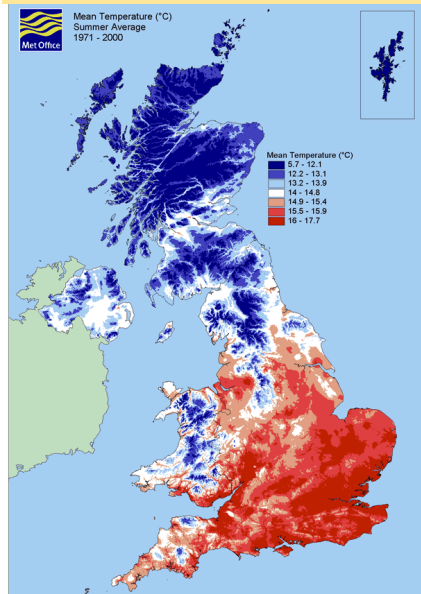 Mean Temperature (°C)
Summer Average
1971 - 2000
Met Office
Mean Temperature (°C)
5.7 - 12.1
12.2 - 13.1
13.2 - 13.9
14 - 14.8
14.9 - 15.4
15.5 - 15.9
16 - 17.7